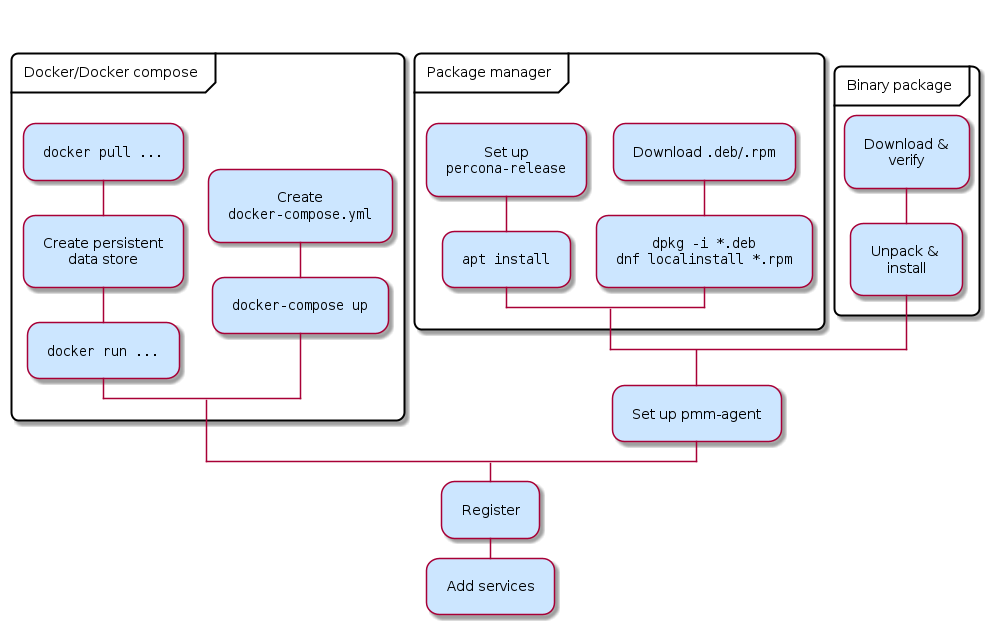 Docker/Docker compose
docker pull ...
Create persistent
data store
docker run ...
Create
docker-compose.yml
docker-compose up
Package manager
Set up
percona-release
apt install
Download .deb/.rpm
dpkg -i *.deb
dnf localinstall *.rpm
Binary package
Download &
verify
Unpack &
install
Set up pmm-agent
Register
Add services